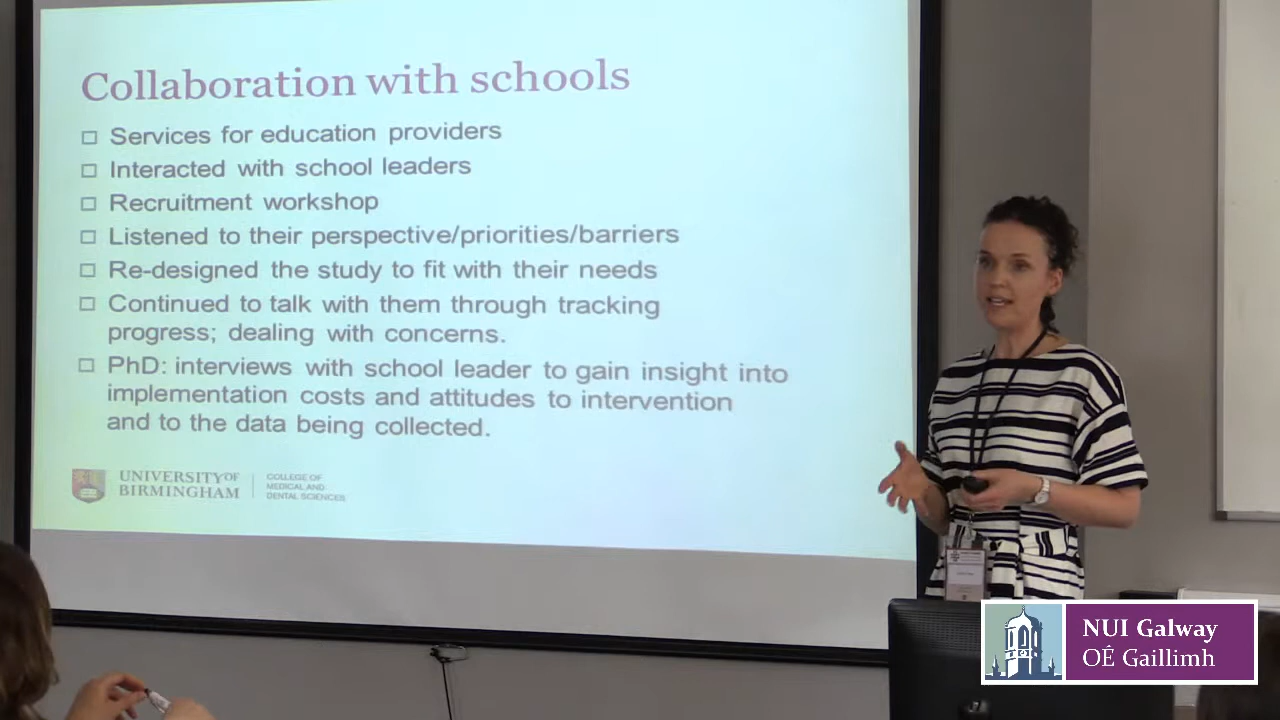 Collaboration with schools
Services for education providers
Interacted with school leaders
Recruitment workshop
Listened to their perspective/priorities/barriers
Re-designed the study to fit with their needs
Continued to talk with them through tracking
progress; dealing with concerns.
PhD: interviews with school leader to gain insight into
implementation costs and attitudes to intervention
and to the data being collected.
UNIVERSITY OF
BIRMINGHAM
COLLEGE OF
MEDICAL AND
DENTAL SCIENCES
NUI Galway
OÉ Gaillimh